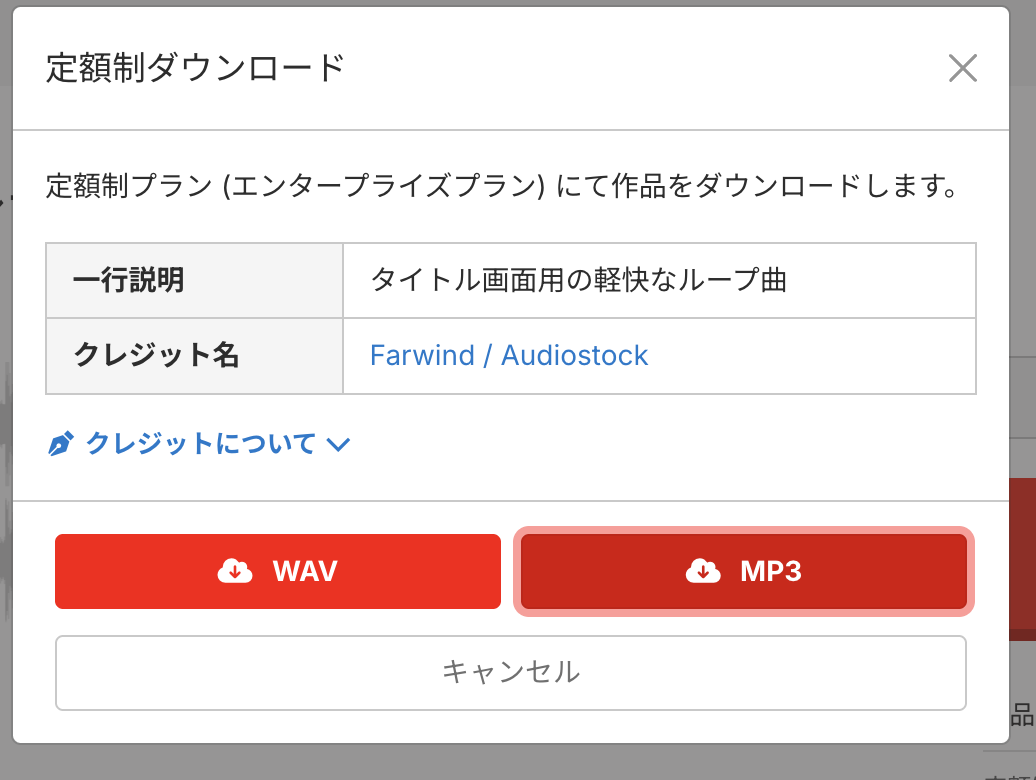 定額制ダウンロード
定額制プラン (エンタープライズプラン) にて作品をダウンロードします。
一行説明 タイトル画面用の軽快なループ曲
クレジット名 Farwind / Audiostock
クレジットについて
WAV MP3
キャンセル
品